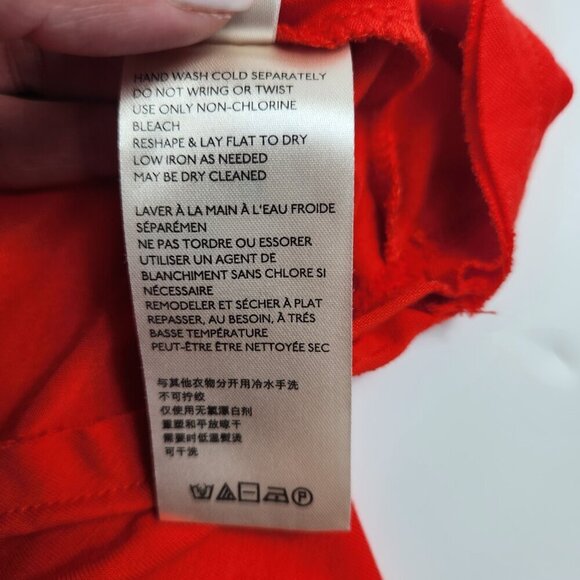 HAND WASH COLD SEPARATELY
DO NOT WRING OR TWIST
USE ONLY NON-CHLORINE
BLEACH
RESHAPE & LAY FLAT TO DRY
LOW IRON AS NEEDED
MAY BE DRY CLEANED
LAVER À LA MAIN À L'EAU FROIDE
SÉPARÉMEN
NE PAS TORDRE OU ESSORER
UTILISER UN AGENT DE
BLANCHIMENT SANS CHLORE SI
NÉCESSAIRE
REMODELER ET SÉCHER À PLAT
REPASSER, AU BESOIN, À TRÉS
BASSE TEMPÉRATURE
PEUT-ÊTRE ÊTRE NETTOYÉE SEC
与其他衣物分开用冷水手洗
不可拧绞
仅使用无氯漂白剂
重塑和平放晾干
需要时低温熨烫
可干洗